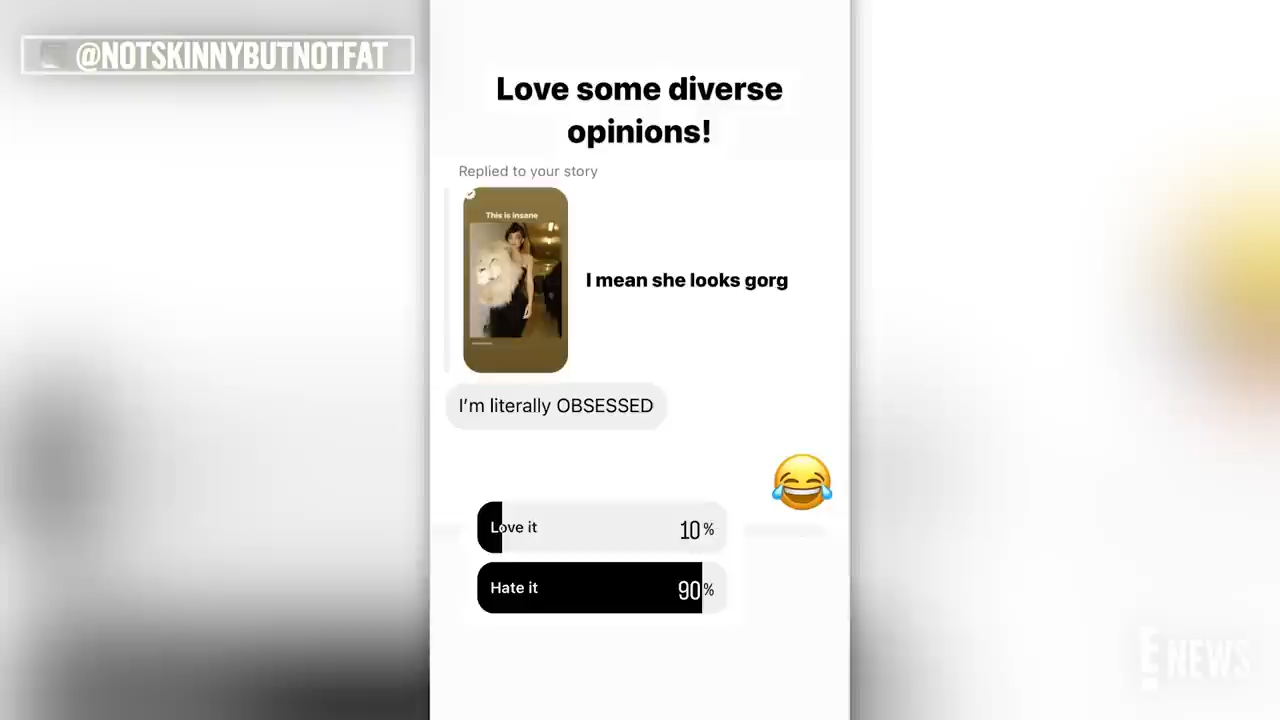 @NOTSKINNYBUTNOTFAT
Love some diverse
opinions!
Replied to your story
This is insane
I mean she looks gorg
I'm literally OBSESSED
Love it 10%
Hate it 90%
E NEWS